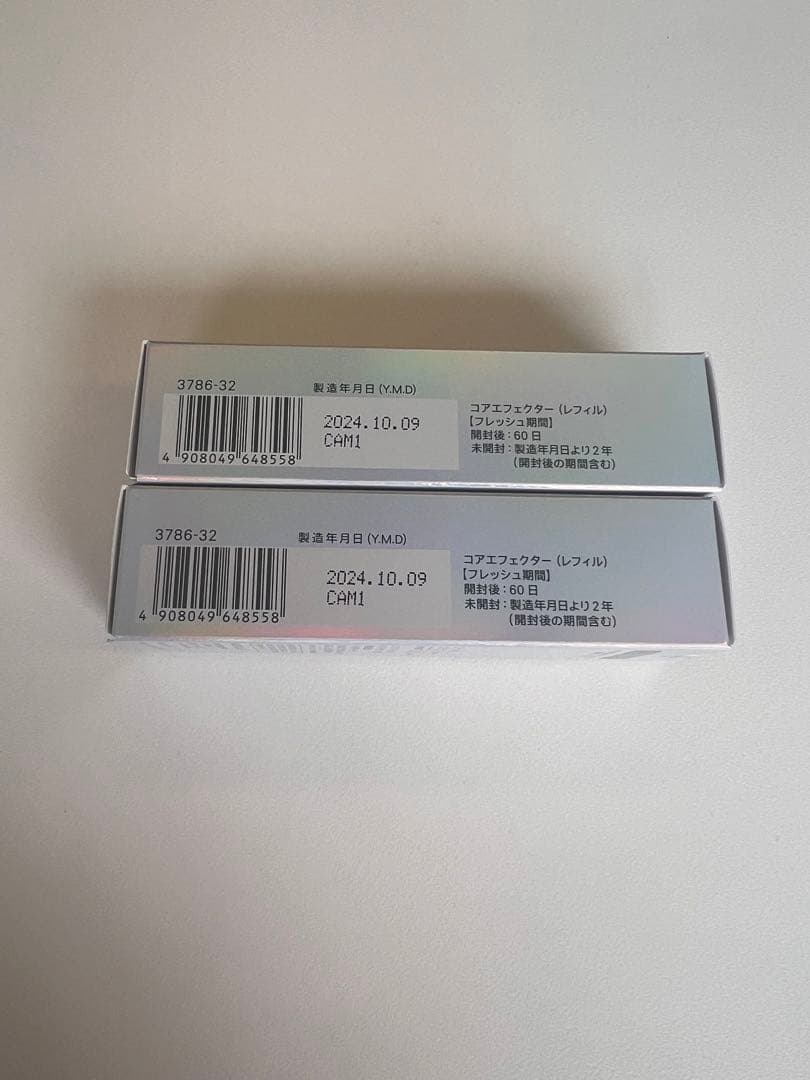 3786-32
製造年月日(Y.M.D)
2024.10.09
CAM1
4 908049 648558
コアエフェクター（レフィル）
【フレッシュ期間】
開封後：60日
未開封：製造年月日より2年
（開封後の期間含む）
3786-32
製造年月日(Y.M.D)
2024.10.09
CAM1
4 908049 648558
コアエフェクター（レフィル）
【フレッシュ期間】
開封後：60日
未開封：製造年月日より2年
（開封後の期間含む）